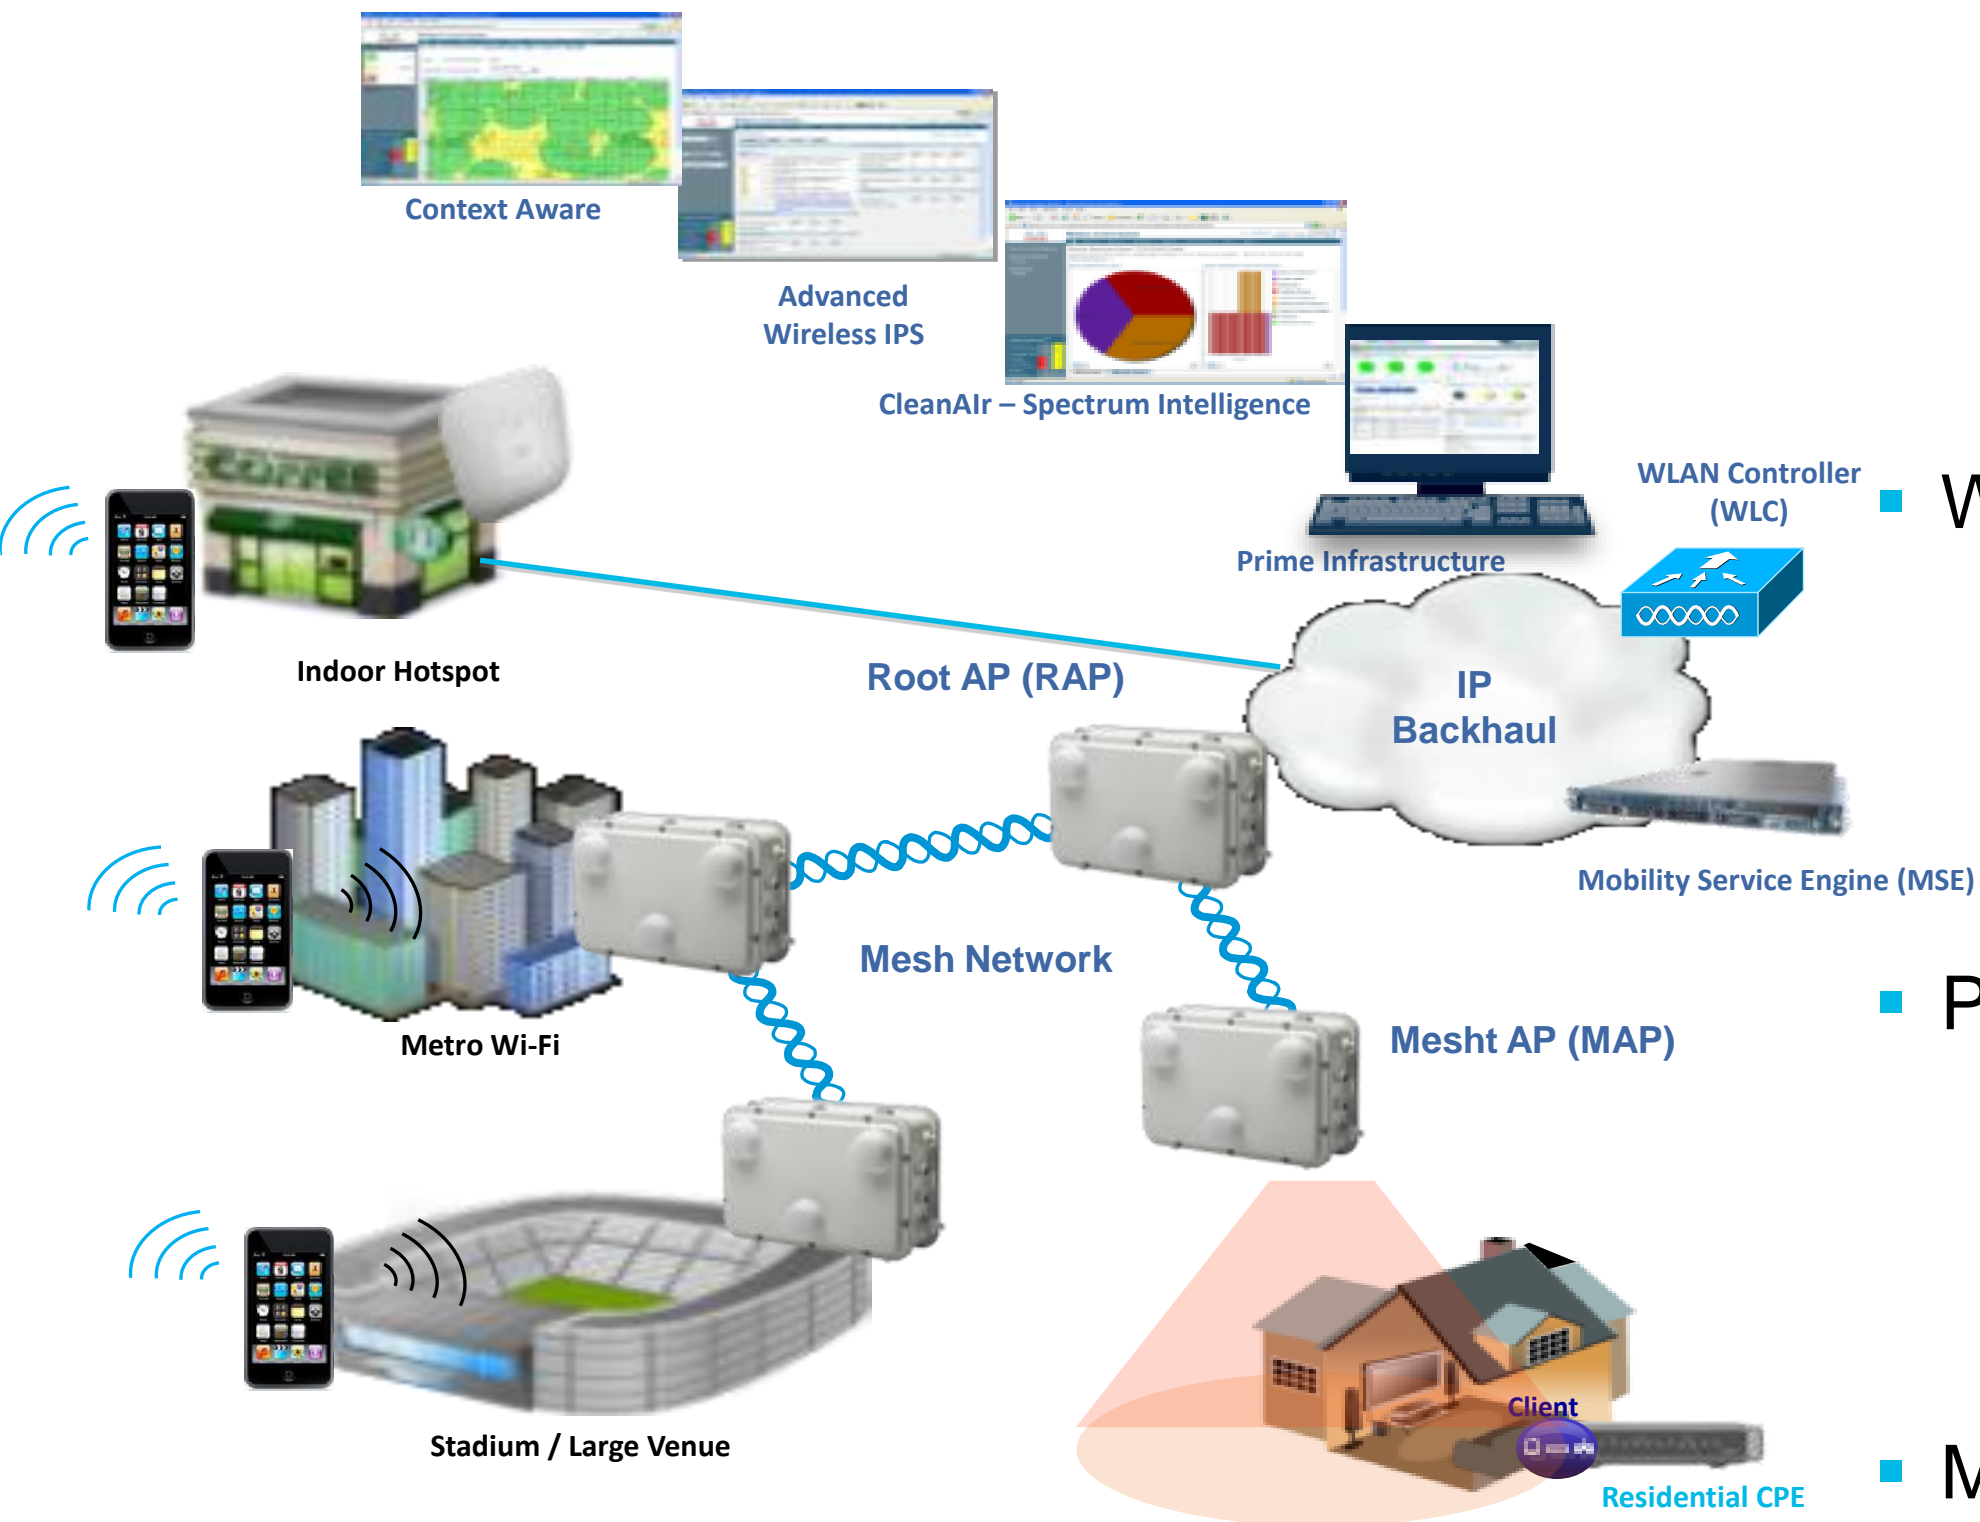 Context Aware
Advanced
Wireless IPS
CleanAIr – Spectrum Intelligence
COFFEE
WLAN Controller
(WLC)
Prime Infrastructure
Indoor Hotspot
Root AP (RAP)
IP
Backhaul
Mobility Service Engine (MSE)
Mesh Network
Metro Wi-Fi
Mesht AP (MAP)
Stadium / Large Venue
Client
Residential CPE
W
P
M